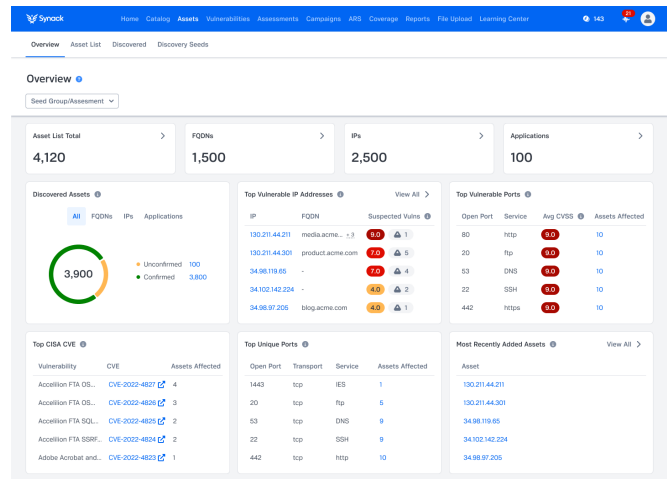 Synack Home Catalog Assets Vulnerabilities Assessments Campaigns ARS Coverage Reports File Upload Learning Center 143 21
Overview Asset List Discovered Discovery Seeds
Overview
Seed Group/Assesment
Asset List Total
4,120
FQDNs
1,500
IPs
2,500
Applications
100
Discovered Assets
All FQDNs IPs Applications
3,900
Unconfirmed 100
Confirmed 3,800
Top Vulnerable IP Addresses View All
IP FQDN Suspected Vulns
130.211.44.211 media.acme... + 3 9.0 1
130.211.44.301 product.acme.com 7.0 5
34.98.119.65 - 7.0 4
34.102.142.224 - 4.0 2
34.98.97.205 blog.acme.com 4.0 1
Top Vulnerable Ports
Open Port Service Avg CVSS Assets Affected
80 http 9.0 10
20 ftp 9.0 10
53 DNS 9.0 10
22 SSH 9.0 10
442 https 9.0 10
Top CISA CVE
Vulnerability CVE Assets Affected
Accellion FTA OS... CVE-2022-4827 4
Accellion FTA OS... CVE-2022-4826 3
Accellion FTA SQL... CVE-2022-4825 2
Accellion FTA SSRF... CVE-2022-4824 2
Adobe Acrobat and... CVE-2022-4823 1
Top Unique Ports
Open Port Transport Service Assets Affected
1443 tcp IES 1
20 tcp ftp 5
53 tcp DNS 9
22 tcp SSH 9
442 tcp http 10
Most Recently Added Assets View All
Asset
130.211.44.211
130.211.44.301
34.98.119.65
34.102.142.224
34.98.97.205